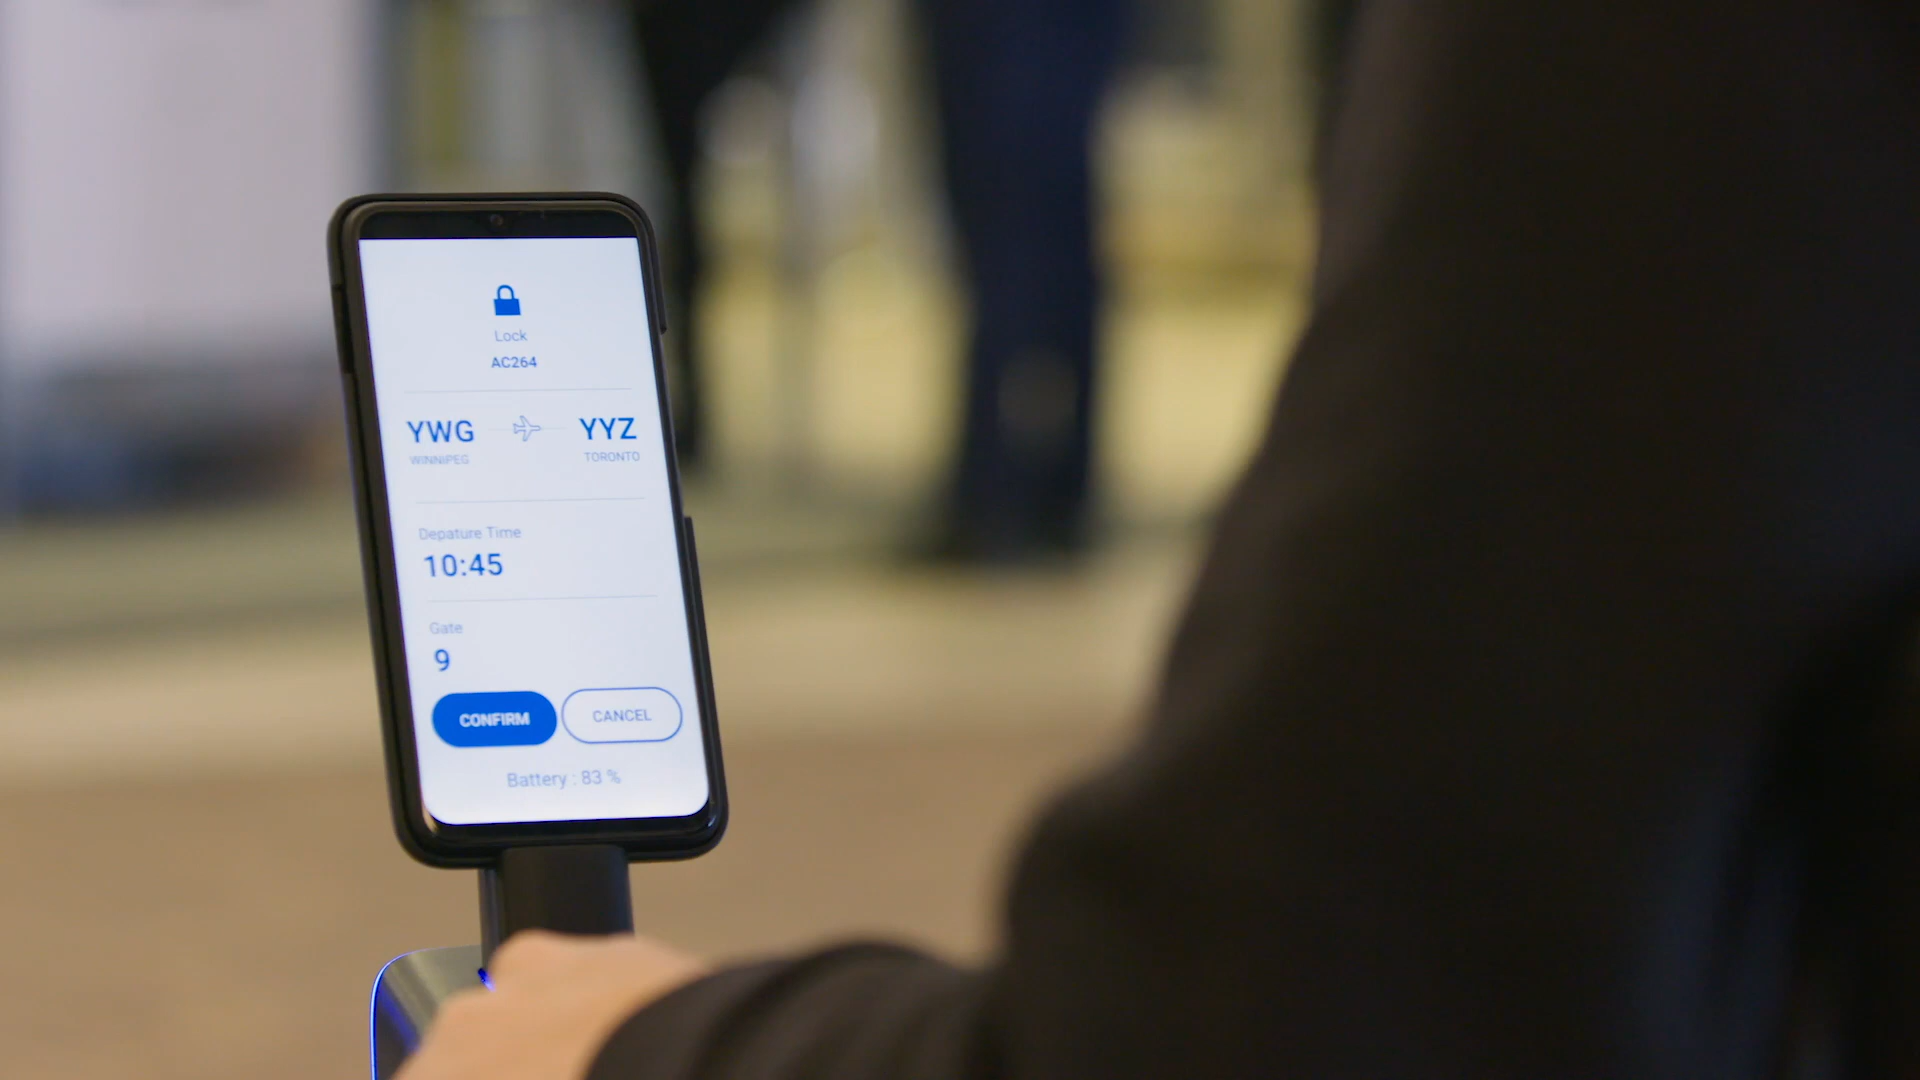 Lock
AC264
YWG YYZ
WINNIPEG TORONTO
Depature Time
10:45
Gate
9
CONFIRM CANCEL
Battery : 83 %